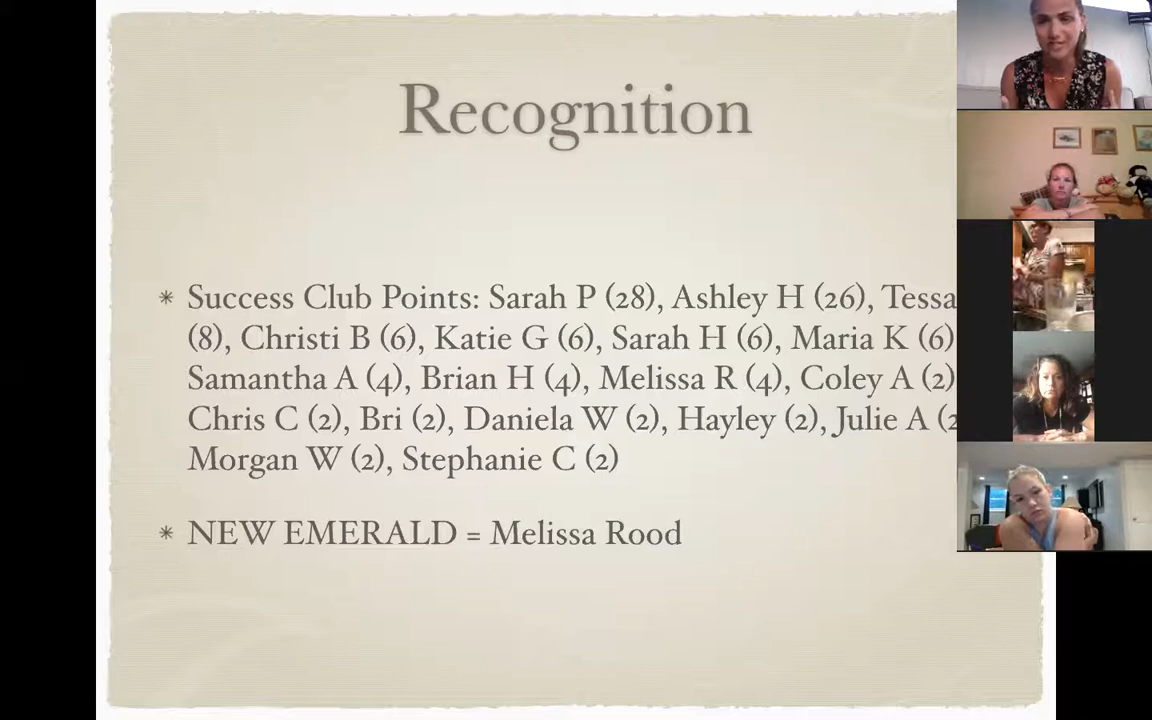 Recognition
* Success Club Points: Sarah P (28), Ashley H (26), Tessa
(8), Christi B (6), Katie G (6), Sarah H (6), Maria K (6)
Samantha A (4), Brian H (4), Melissa R (4), Coley A (2)
Chris C (2), Bri (2), Daniela W (2), Hayley (2), Julie A (2
Morgan W (2), Stephanie C (2)
* NEW EMERALD = Melissa Rood